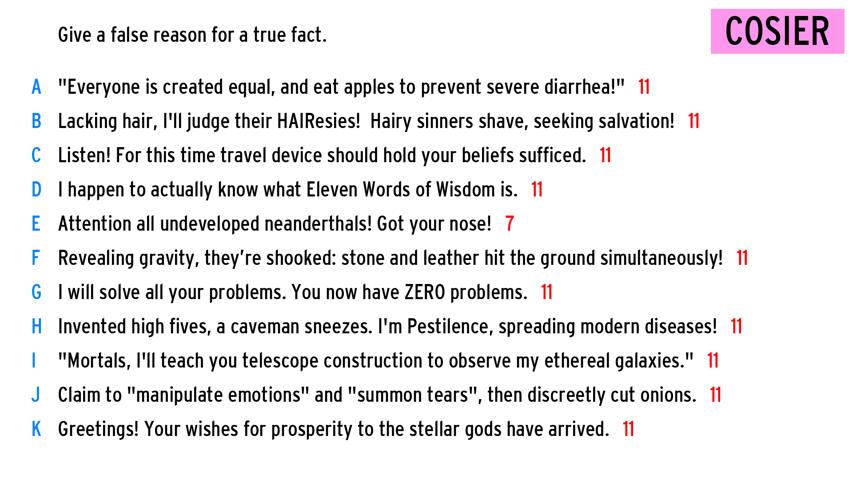 Give a false reason for a true fact.
COSIER
A "Everyone is created equal, and eat apples to prevent severe diarrhea!" 11
B Lacking hair, I'll judge their HAIResies!  Hairy sinners shave, seeking salvation! 11
C Listen! For this time travel device should hold your beliefs sufficed. 11
D I happen to actually know what Eleven Words of Wisdom is. 11
E Attention all undeveloped neanderthals! Got your nose! 7
F Revealing gravity, they’re shooked: stone and leather hit the ground simultaneously! 11
G I will solve all your problems. You now have ZERO problems. 11
H Invented high fives, a caveman sneezes. I'm Pestilence, spreading modern diseases! 11
I "Mortals, I'll teach you telescope construction to observe my ethereal galaxies." 11
J Claim to "manipulate emotions" and "summon tears", then discreetly cut onions. 11
K Greetings! Your wishes for prosperity to the stellar gods have arrived. 11